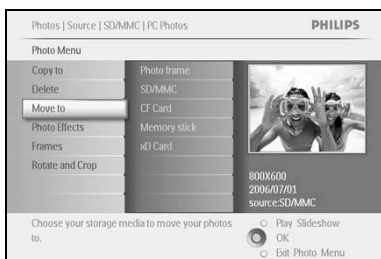 Photos | Source | SD/MMC | PC Photos PHILIPS
Photo Menu
Copy to Photo frame
Delete SD/MMC
Move to CF Card
Photo Effects Memory stick
Frames xD Card
Rotate and Crop
800X600
2006/07/01
source:SD/MMC
Choose your storage media to move your photos to.
Play Slideshow
OK
Exit Photo Menu